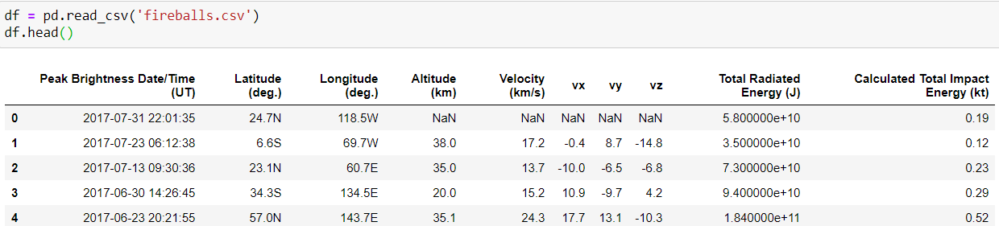 df = pd.read_csv('fireballs.csv')
df.head()
Peak Brightness Date/Time (UT) Latitude (deg.) Longitude (deg.) Altitude (km) Velocity (km/s) vx vy vz Total Radiated Energy (J) Calculated Total Impact Energy (kt)
0 2017-07-31 22:01:35 24.7N 118.5W NaN NaN NaN NaN NaN 5.800000e+10 0.19
1 2017-07-23 06:12:38 6.6S 69.7W 38.0 17.2 -0.4 8.7 -14.8 3.500000e+10 0.12
2 2017-07-13 09:30:36 23.1N 60.7E 35.0 13.7 -10.0 -6.5 -6.8 7.300000e+10 0.23
3 2017-06-30 14:26:45 34.3S 134.5E 20.0 15.2 10.9 -9.7 4.2 9.400000e+10 0.29
4 2017-06-23 20:21:55 57.0N 143.7E 35.1 24.3 17.7 13.1 -10.3 1.840000e+11 0.52